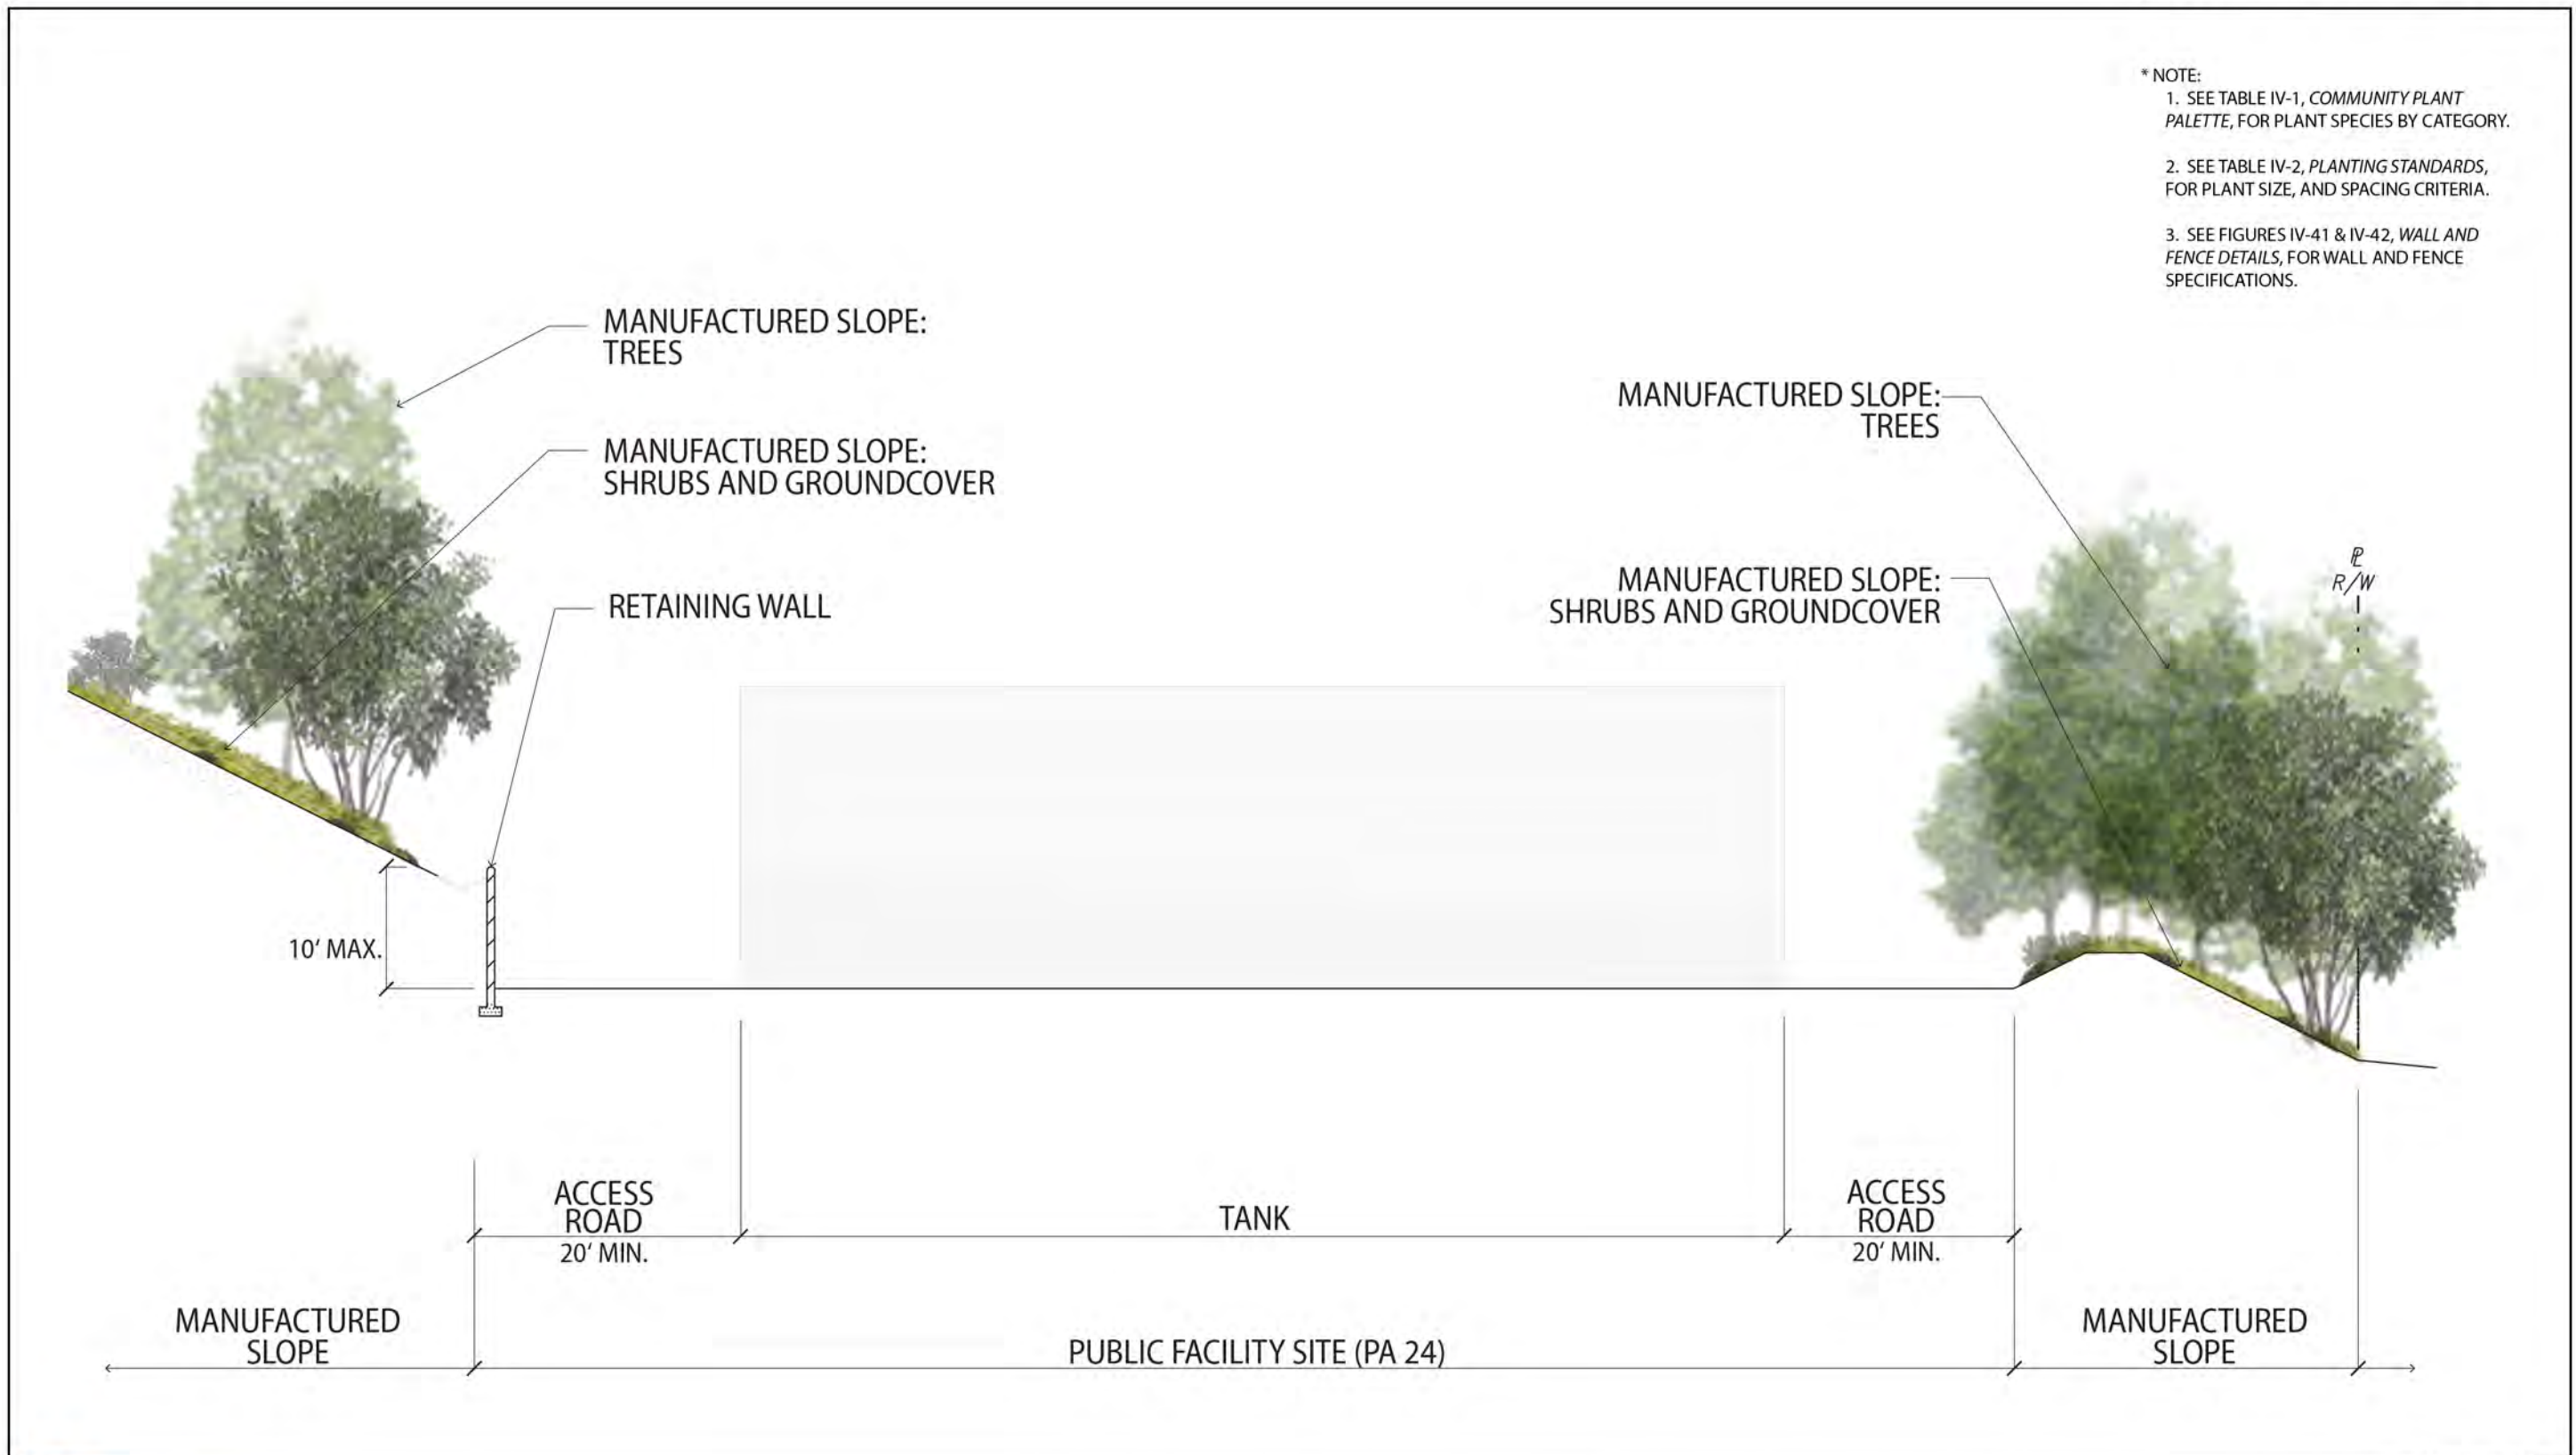 * NOTE:
1. SEE TABLE IV-1, COMMUNITY PLANT
PALETTE, FOR PLANT SPECIES BY CATEGORY.
2. SEE TABLE IV-2, PLANTING STANDARDS,
FOR PLANT SIZE, AND SPACING CRITERIA.
3. SEE FIGURES IV-41 & IV-42, WALL AND
FENCE DETAILS, FOR WALL AND FENCE
SPECIFICATIONS.
MANUFACTURED SLOPE:
TREES
MANUFACTURED SLOPE:
SHRUBS AND GROUNDCOVER
RETAINING WALL
MANUFACTURED SLOPE:
TREES
MANUFACTURED SLOPE:
SHRUBS AND GROUNDCOVER
PL
R/W
10' MAX.
ACCESS
ROAD
20' MIN.
TANK
ACCESS
ROAD
20' MIN.
MANUFACTURED
SLOPE
PUBLIC FACILITY SITE (PA 24)
MANUFACTURED
SLOPE